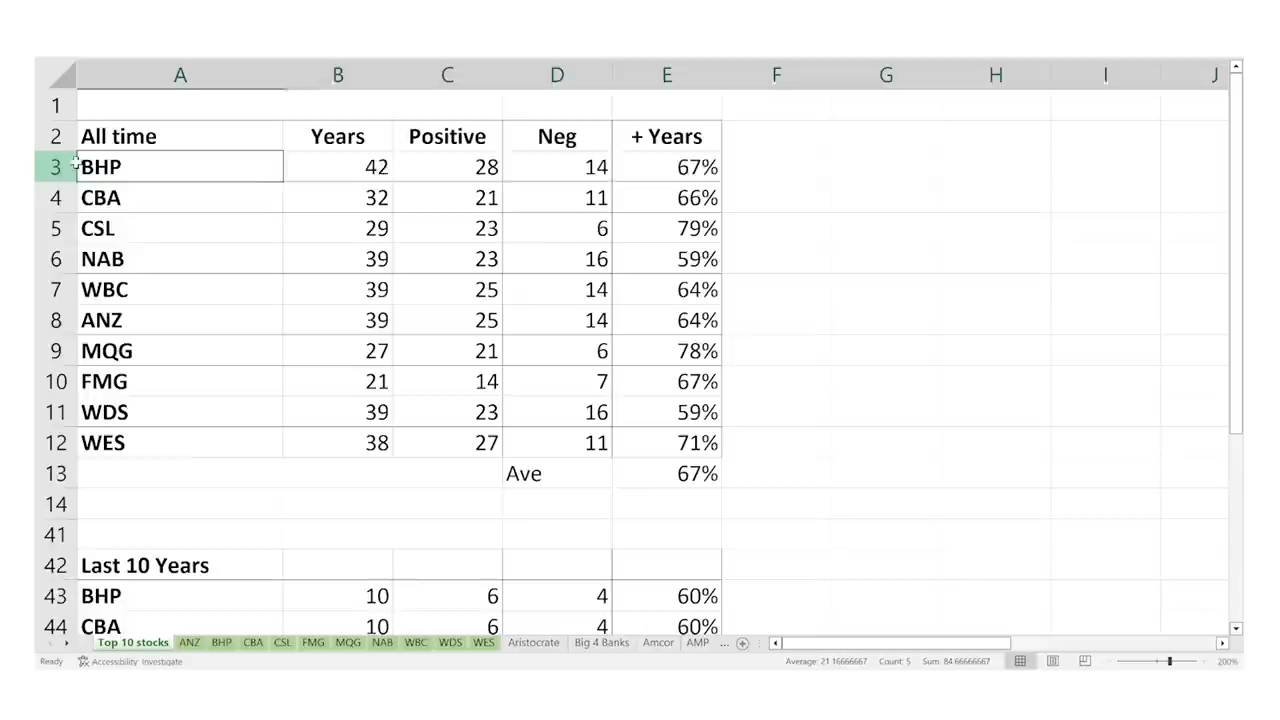 A B C D E F G H I J
1
2 All time Years Positive Neg + Years
3 BHP 42 28 14 67%
4 CBA 32 21 11 66%
5 CSL 29 23 6 79%
6 NAB 39 23 16 59%
7 WBC 39 25 14 64%
8 ANZ 39 25 14 64%
9 MQG 27 21 6 78%
10 FMG 21 14 7 67%
11 WDS 39 23 16 59%
12 WES 38 27 11 71%
13 Ave 67%
14
41
42 Last 10 Years
43 BHP 10 6 4 60%
44 CBA 10 6 4 60%
Top 10 stocks ANZ BHP CBA CSL FMG MQG NAB WBC WDS WES Aristocrate Big 4 Banks Amcor AMP ...
Ready Accessibility: Investigate Average: 21.16666667 Count: 5 Sum: 84.66666667 200%